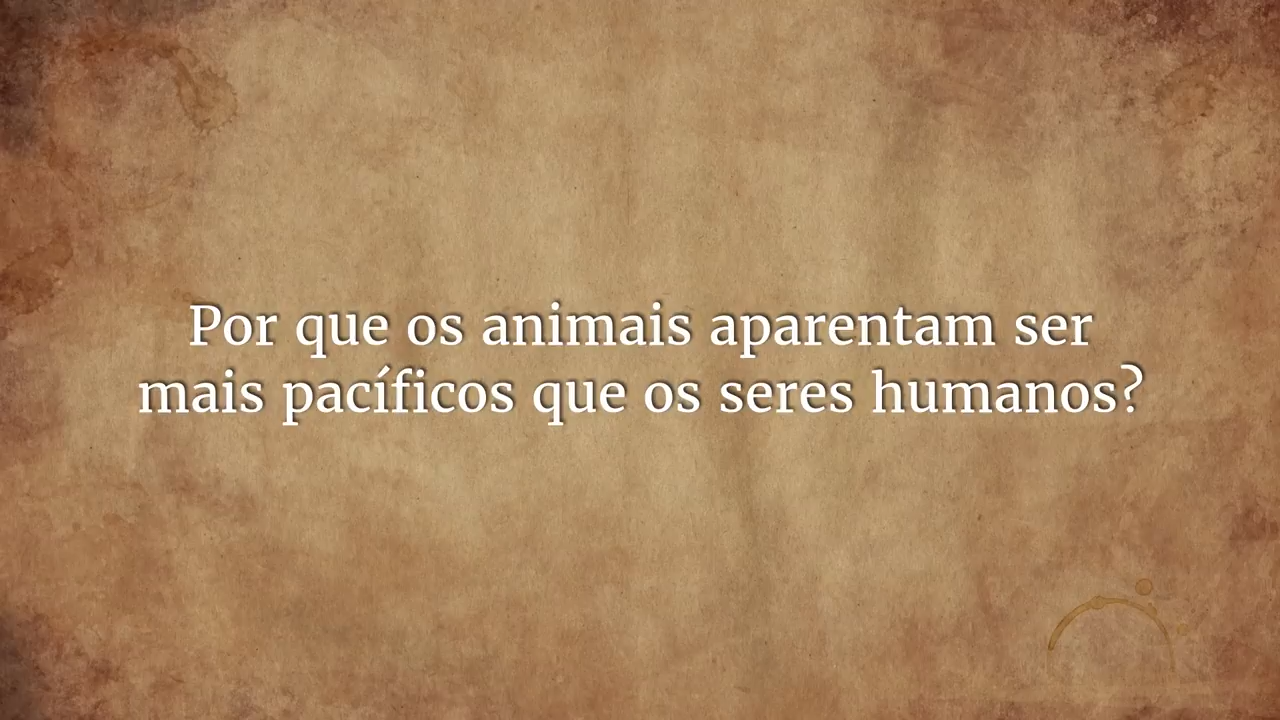 Por que os animais aparentam ser
mais pacíficos que os seres humanos?